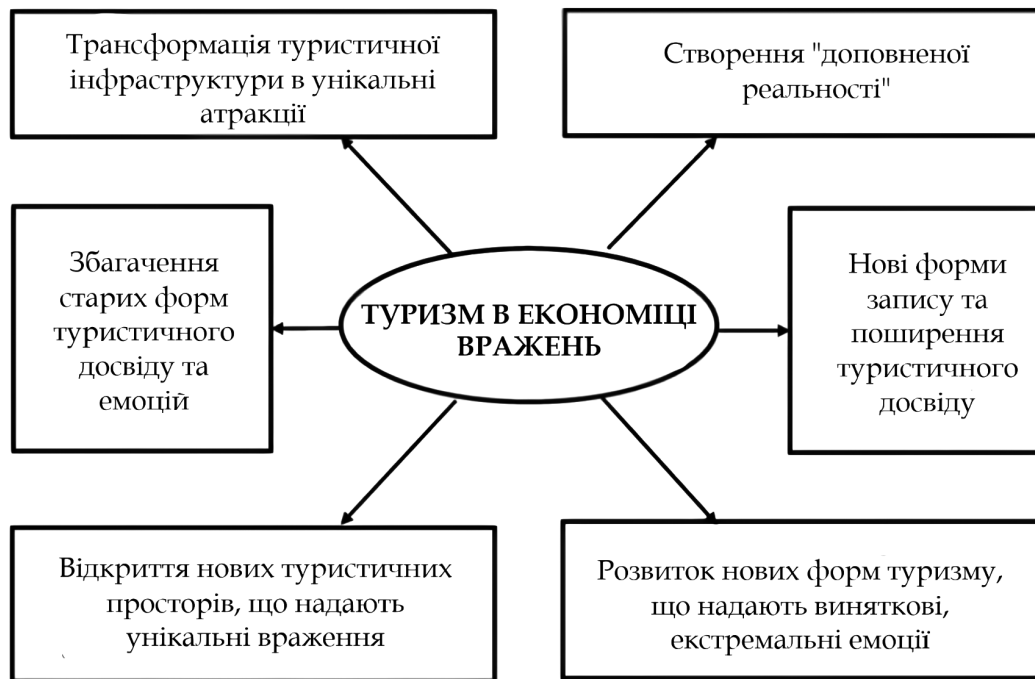 Трансформація туристичної
інфраструктури в унікальні
атракції
Створення "доповненої
реальності"
Збагачення
старих форм
туристичного
досвіду та
емоцій
ТУРИЗМ В ЕКОНОМІЦІ
ВРАЖЕНЬ
Нові форми
запису та
поширення
туристичного
досвіду
Відкриття нових туристичних
просторів, що надають
унікальні враження
Розвиток нових форм туризму,
що надають виняткові,
екстремальні емоції